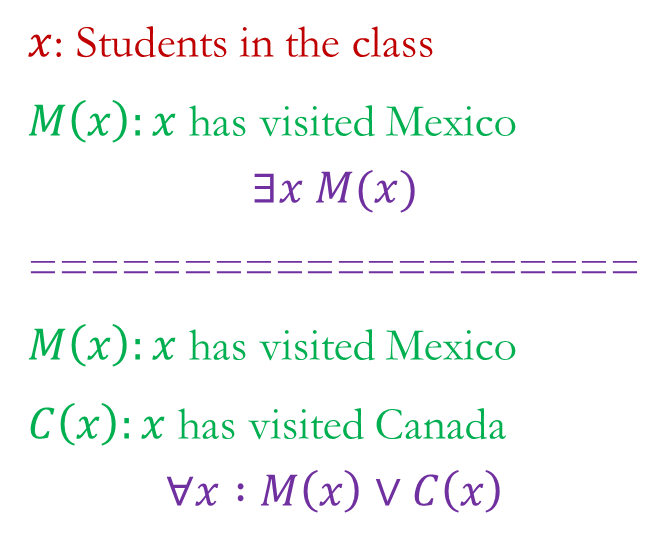 𝑥: Students in the class
𝑀(𝑥): 𝑥 has visited Mexico
∃𝑥 𝑀(𝑥)
====================
𝑀(𝑥): 𝑥 has visited Mexico
𝐶(𝑥): 𝑥 has visited Canada
∀𝑥 : 𝑀(𝑥) ∨ 𝐶(𝑥)